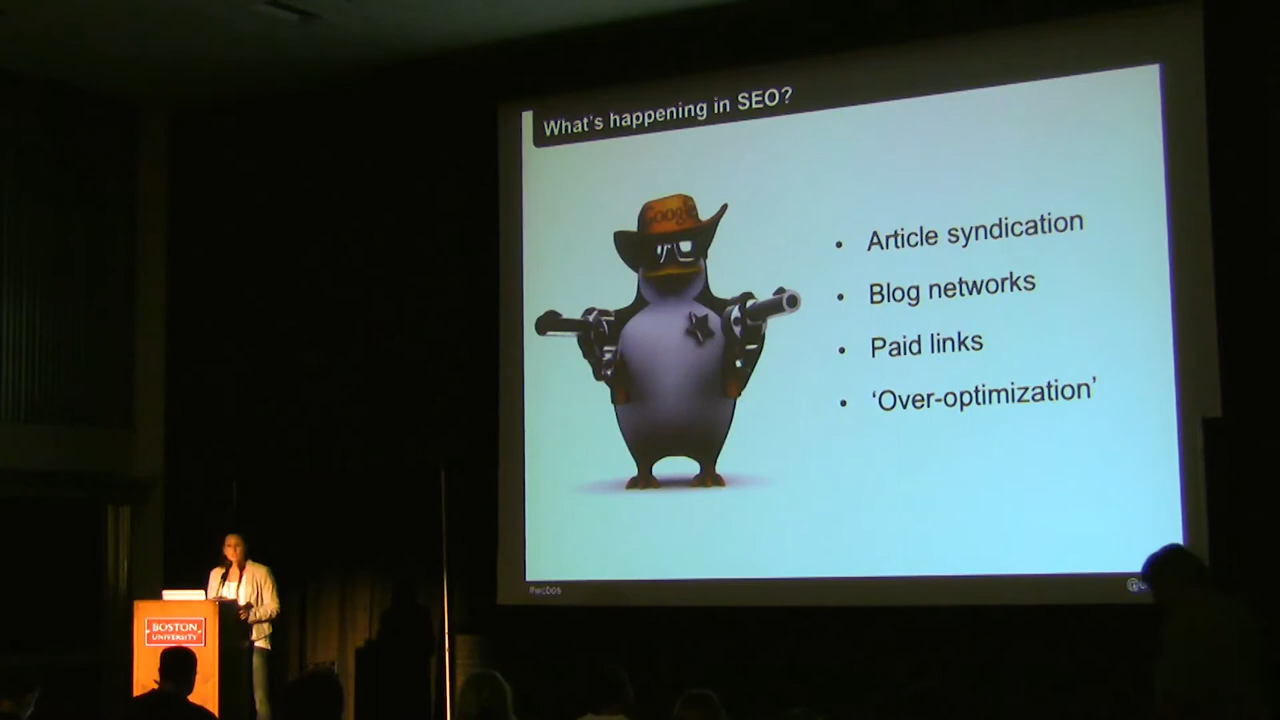 What's happening in SEO?
Google
• Article syndication
• Blog networks
• Paid links
• 'Over-optimization'
#wcbos
BOSTON
UNIVERSITY